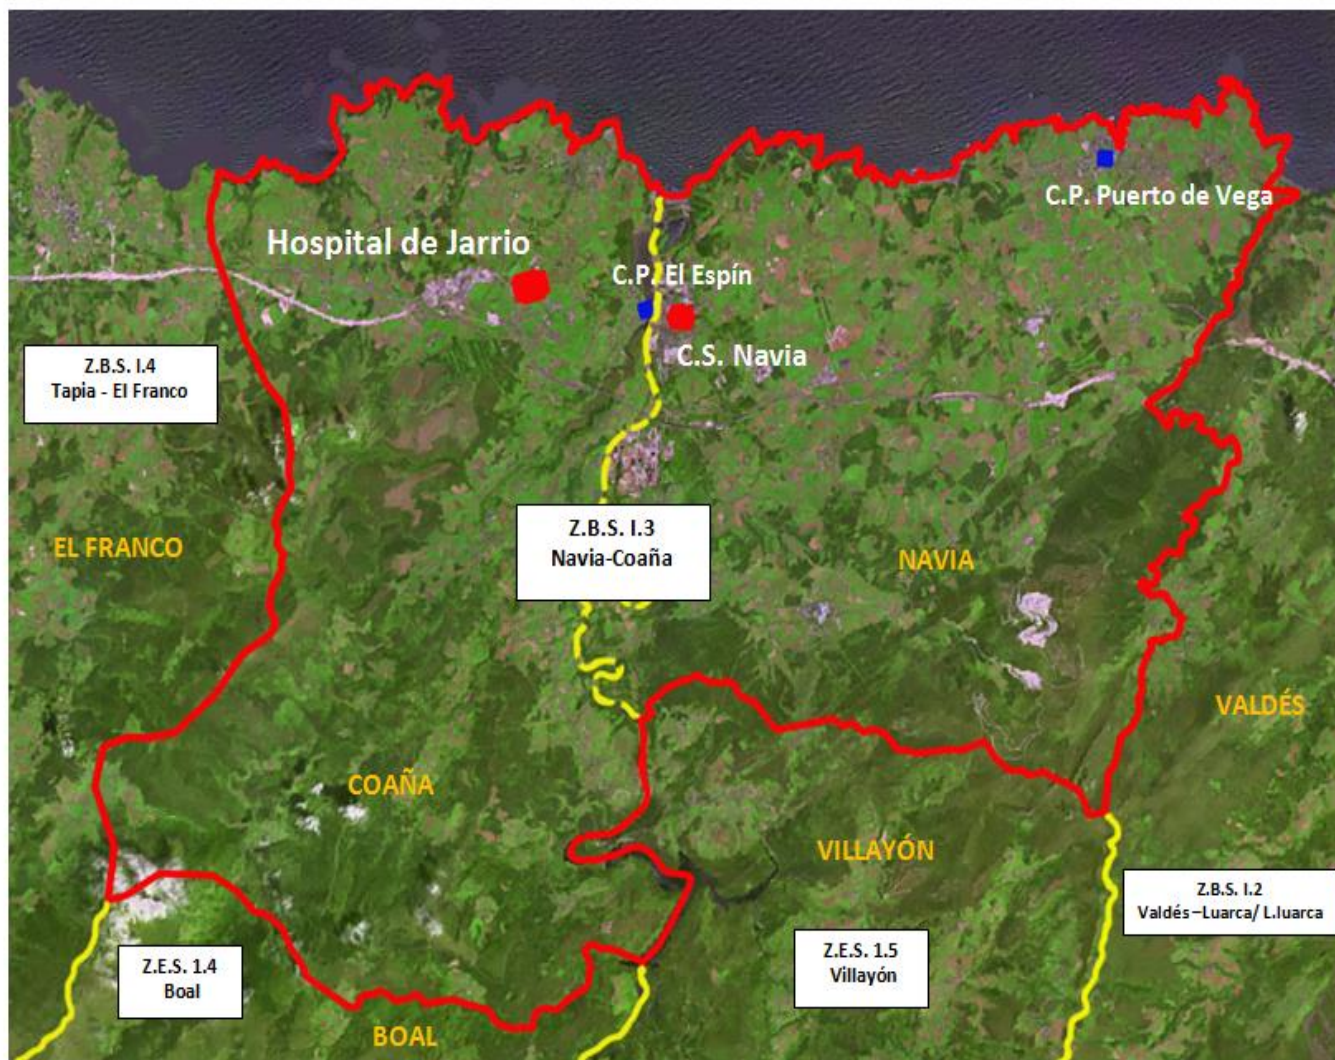 C.P. Puerto de Vega
Hospital de Jarrio
C.P. El Espín
C.S. Navia
Z.B.S. I.4
Tapia - El Franco
Z.B.S. I.3
Navia-Coaña
EL FRANCO
NAVIA
VALDÉS
COAÑA
VILLAYÓN
Z.B.S. I.2
Valdés –Luarca/ L.luarca
Z.E.S. 1.4
Boal
Z.E.S. 1.5
Villayón
BOAL